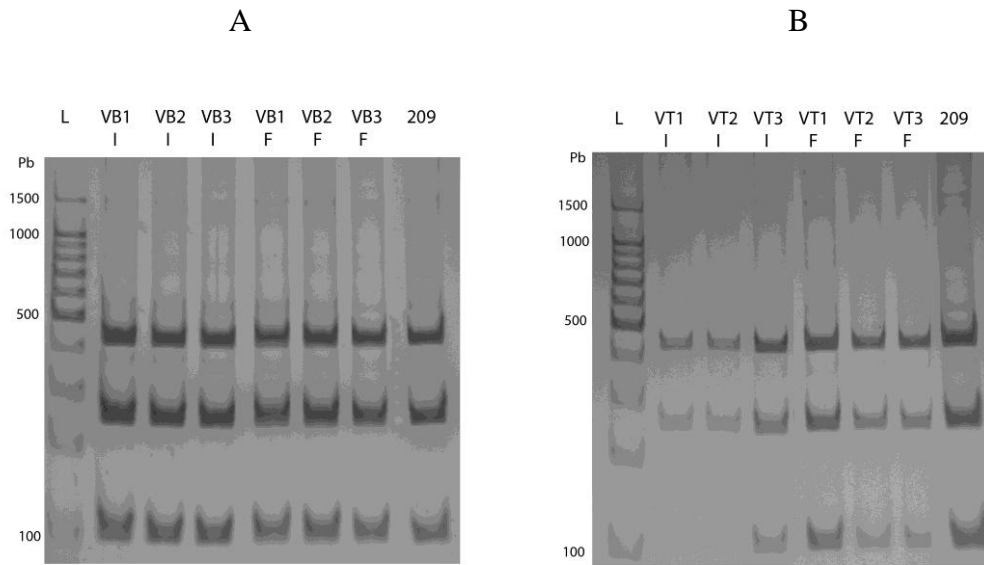 A
B
L VB1 VB2 VB3 VB1 VB2 VB3 209
I I I F F F
Pb
1500
1000
500
100
L VT1 VT2 VT3 VT1 VT2 VT3 209
I I I F F F
Pb
1500
1000
500
100